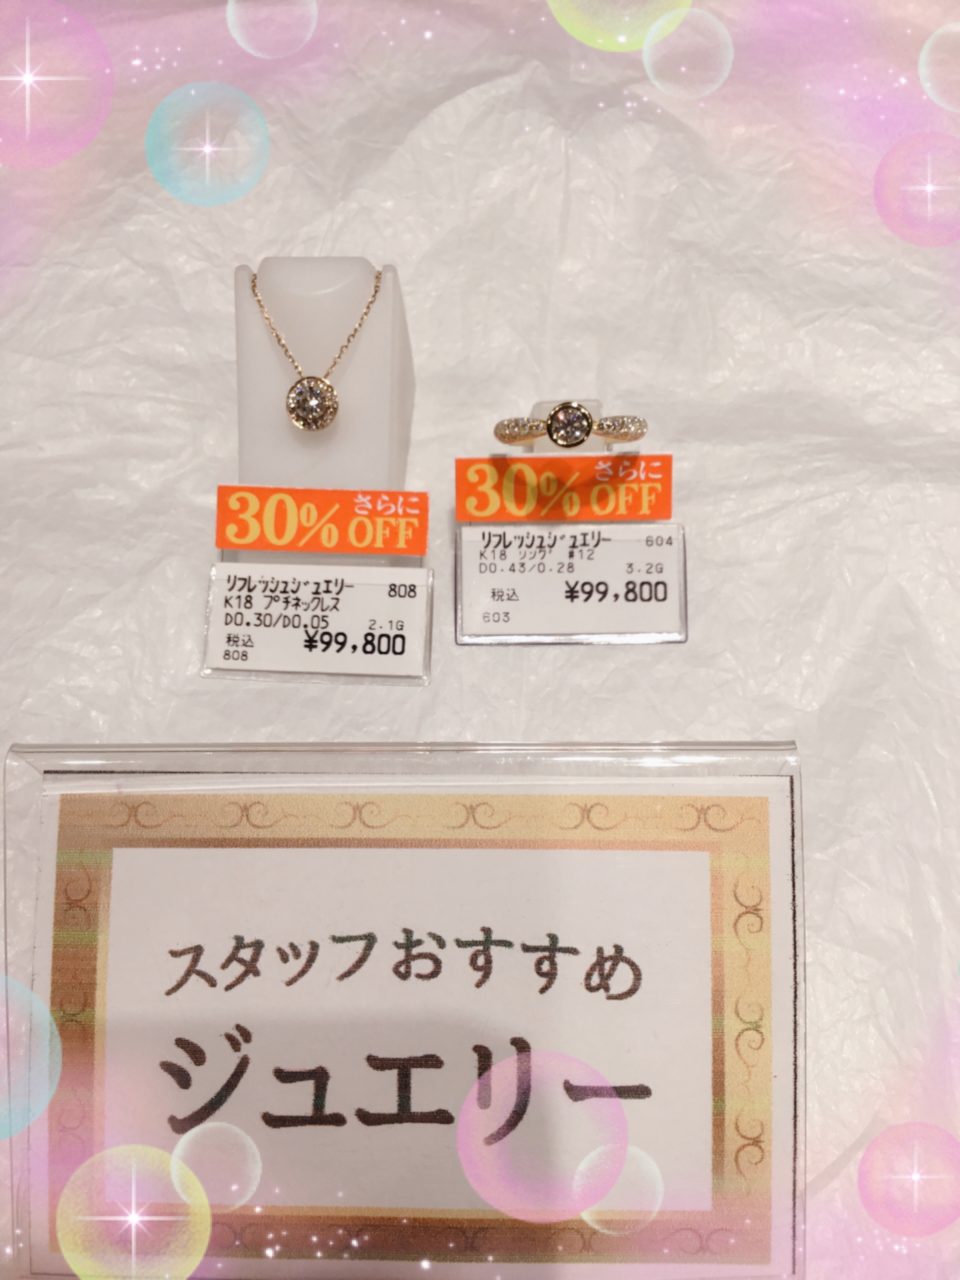 さらに
30% OFF
リフレッシュジュエリー 808
K18 プチネックレス
D0.30/D0.05 2.1G
税込 ¥99,800
808
さらに
30% OFF
リフレッシュジュエリー 604
K18 リング #12
D0.43/0.28 3.2G
税込 ¥99,800
603
スタッフおすすめ
ジュエリー